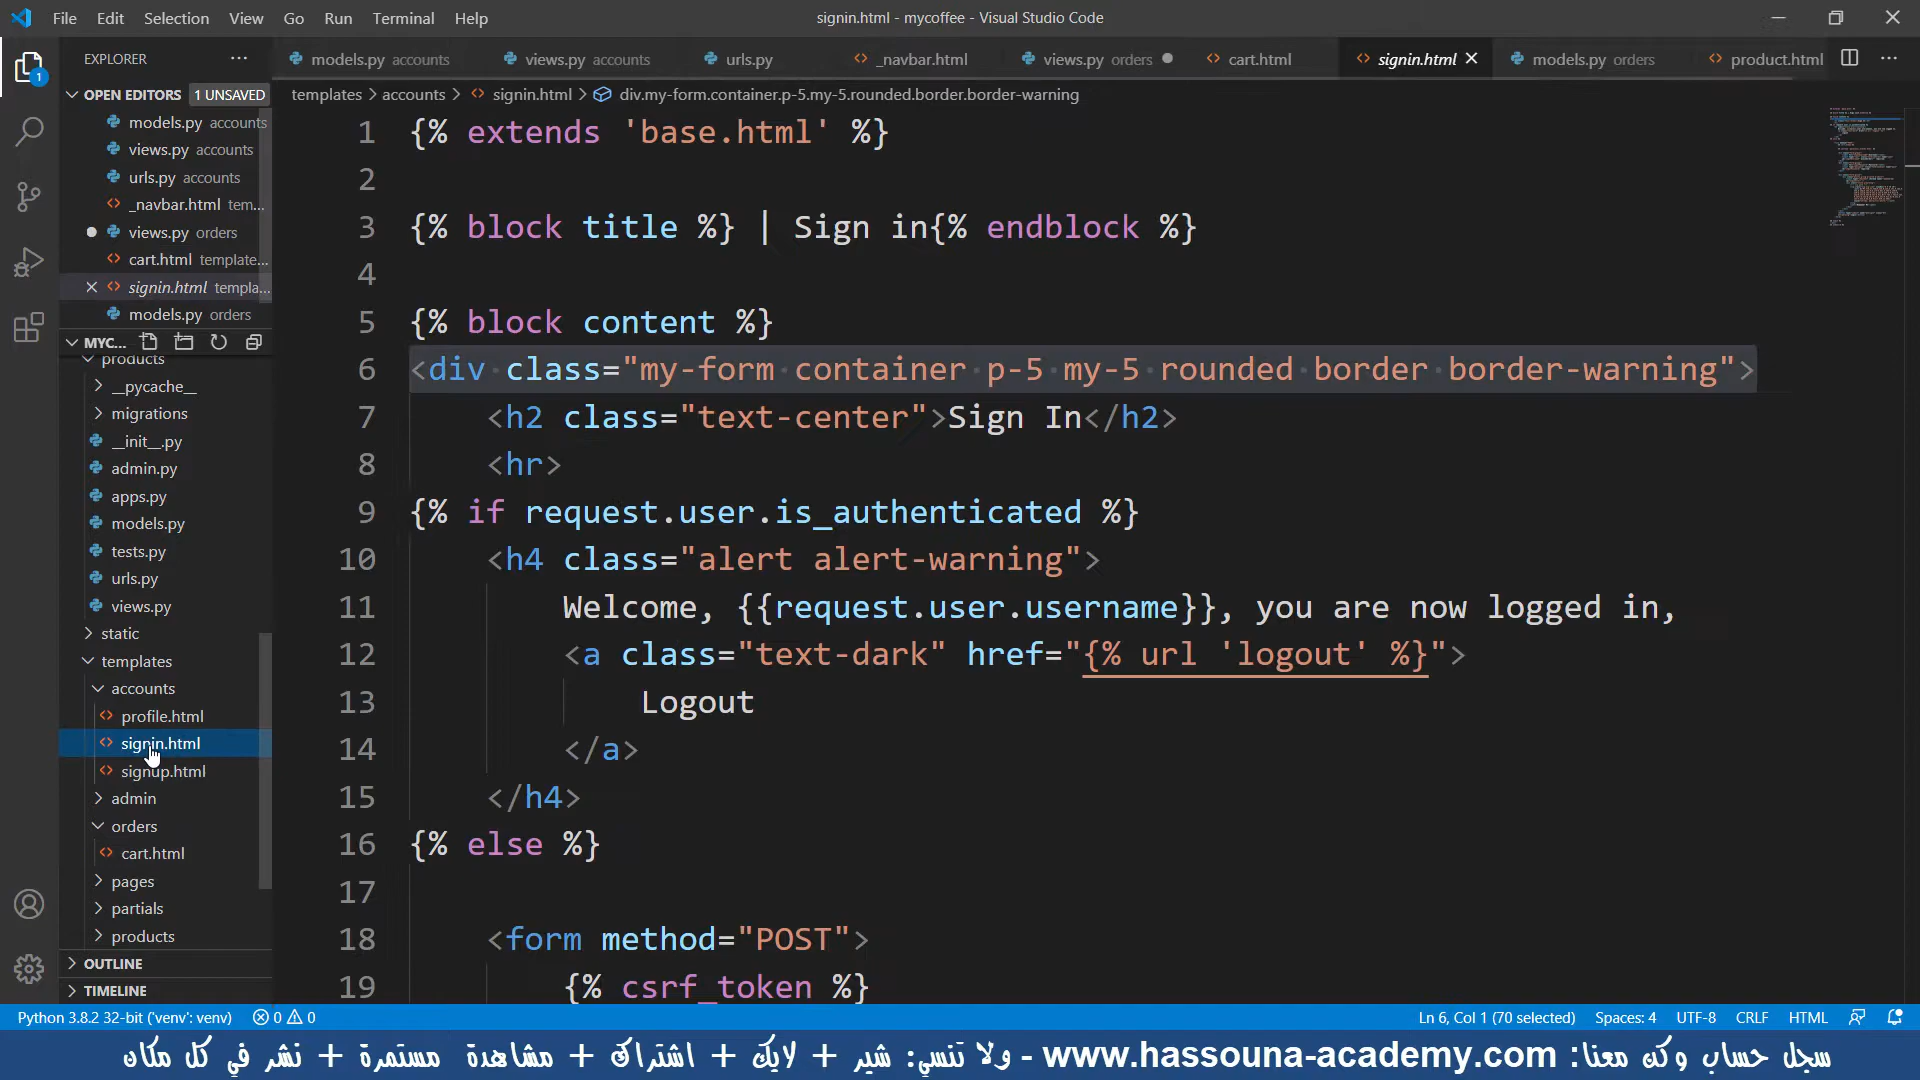 File Edit Selection View Go Run Terminal Help
signin.html - mycoffee - Visual Studio Code
EXPLORER
models.py accounts
views.py accounts
urls.py
_navbar.html
views.py orders
cart.html
signin.html
models.py orders
product.html
1
OPEN EDITORS 1 UNSAVED
models.py accounts
views.py accounts
urls.py accounts
_navbar.html tem...
views.py orders
cart.html template...
signin.html templa...
models.py orders
MYC...
products
__pycache__
migrations
__init__.py
admin.py
apps.py
models.py
tests.py
urls.py
views.py
static
templates
accounts
profile.html
signin.html
signup.html
admin
orders
cart.html
pages
partials
products
OUTLINE
TIMELINE
templates > accounts > signin.html > div.my-form.container.p-5.my-5.rounded.border.border-warning
1 {% extends 'base.html' %}
2
3 {% block title %} | Sign in{% endblock %}
4
5 {% block content %}
6 <div class="my-form container p-5 my-5 rounded border border-warning">
7 <h2 class="text-center">Sign In</h2>
8 <hr>
9 {% if request.user.is_authenticated %}
10 <h4 class="alert alert-warning">
11 Welcome, {{request.user.username}}, you are now logged in,
12 <a class="text-dark" href="{% url 'logout' %}">
13 Logout
14 </a>
15 </h4>
16 {% else %}
17
18 <form method="POST">
19 {% csrf_token %}
Python 3.8.2 32-bit ('venv': venv) 0 0
Ln 6, Col 1 (70 selected) Spaces: 4 UTF-8 CRLF HTML
سجل حساب وكن معنا: www.hassouna-academy.com - ولا تنسي: شير + لايك + اشتراك + مشاهدة مستمرة + نشر في كل مكان